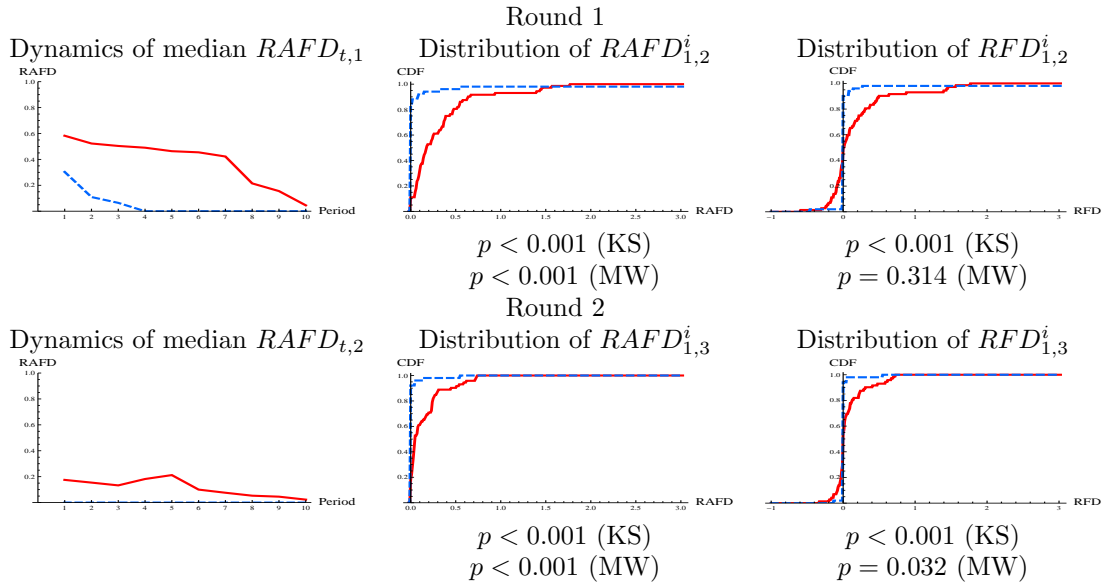 Round 1
Dynamics of median RAFD_{t,1}
Distribution of RAFD^i_{1,2}
Distribution of RFD^i_{1,2}
RAFD
1.0
0.8
0.6
0.4
0.2
1 2 3 4 5 6 7 8 9 10
Period
CDF
1.0
0.8
0.6
0.4
0.2
0.0 0.5 1.0 1.5 2.0 2.5 3.0
RAFD
CDF
1.0
0.8
0.6
0.4
0.2
-1 0 1 2 3
RFD
p < 0.001 (KS)
p < 0.001 (MW)
p < 0.001 (KS)
p = 0.314 (MW)
Round 2
Dynamics of median RAFD_{t,2}
Distribution of RAFD^i_{1,3}
Distribution of RFD^i_{1,3}
RAFD
1.0
0.8
0.6
0.4
0.2
1 2 3 4 5 6 7 8 9 10
Period
CDF
1.0
0.8
0.6
0.4
0.2
0.0 0.5 1.0 1.5 2.0 2.5 3.0
RAFD
CDF
1.0
0.8
0.6
0.4
0.2
-1 0 1 2 3
RFD
p < 0.001 (KS)
p < 0.001 (MW)
p < 0.001 (KS)
p = 0.032 (MW)